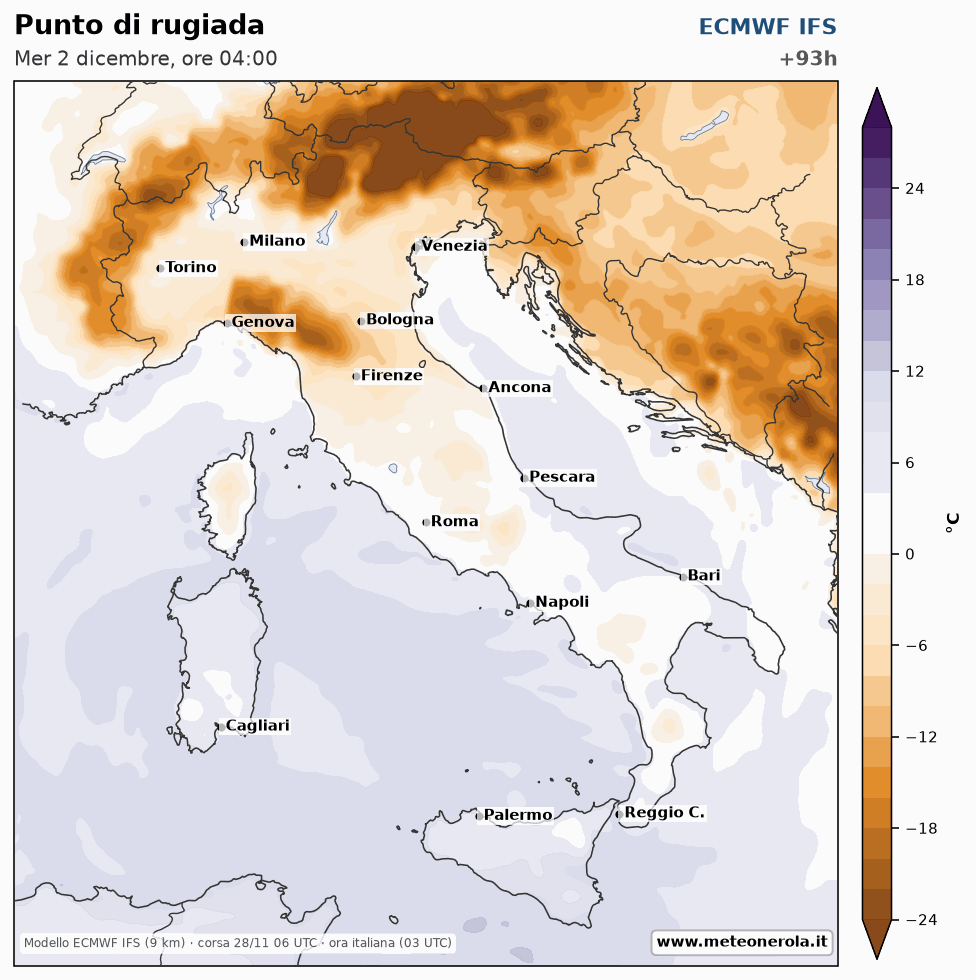 Punto di rugiada
ECMWF IFS
Mer 2 dicembre, ore 04:00
+93h
Milano
Venezia
Torino
Genova
Bologna
Firenze
Ancona
Pescara
Roma
Bari
Napoli
Cagliari
Palermo
Reggio C.
24
18
12
6
0
−6
−12
−18
−24
°C
Modello ECMWF IFS (9 km) · corsa 28/11 06 UTC · ora italiana (03 UTC)
www.meteonerola.it